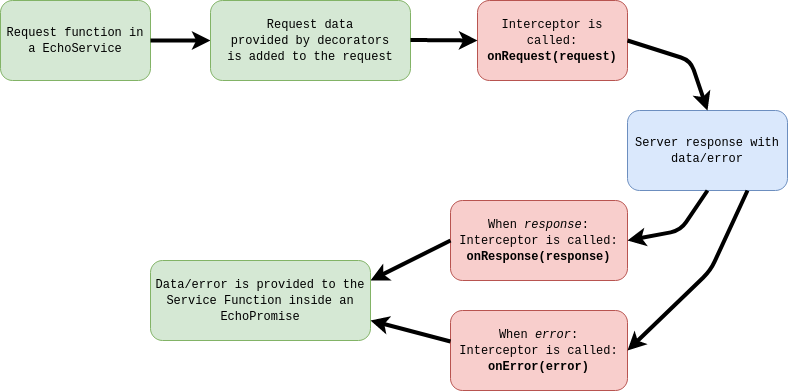 Request function in
a EchoService
Request data
provided by decorators
is added to the request
Interceptor is
called:
onRequest(request)
Server response with
data/error
When response:
Interceptor is called:
onResponse(response)
Data/error is provided to the
Service Function inside an
EchoPromise
When error:
Interceptor is called:
onError(error)